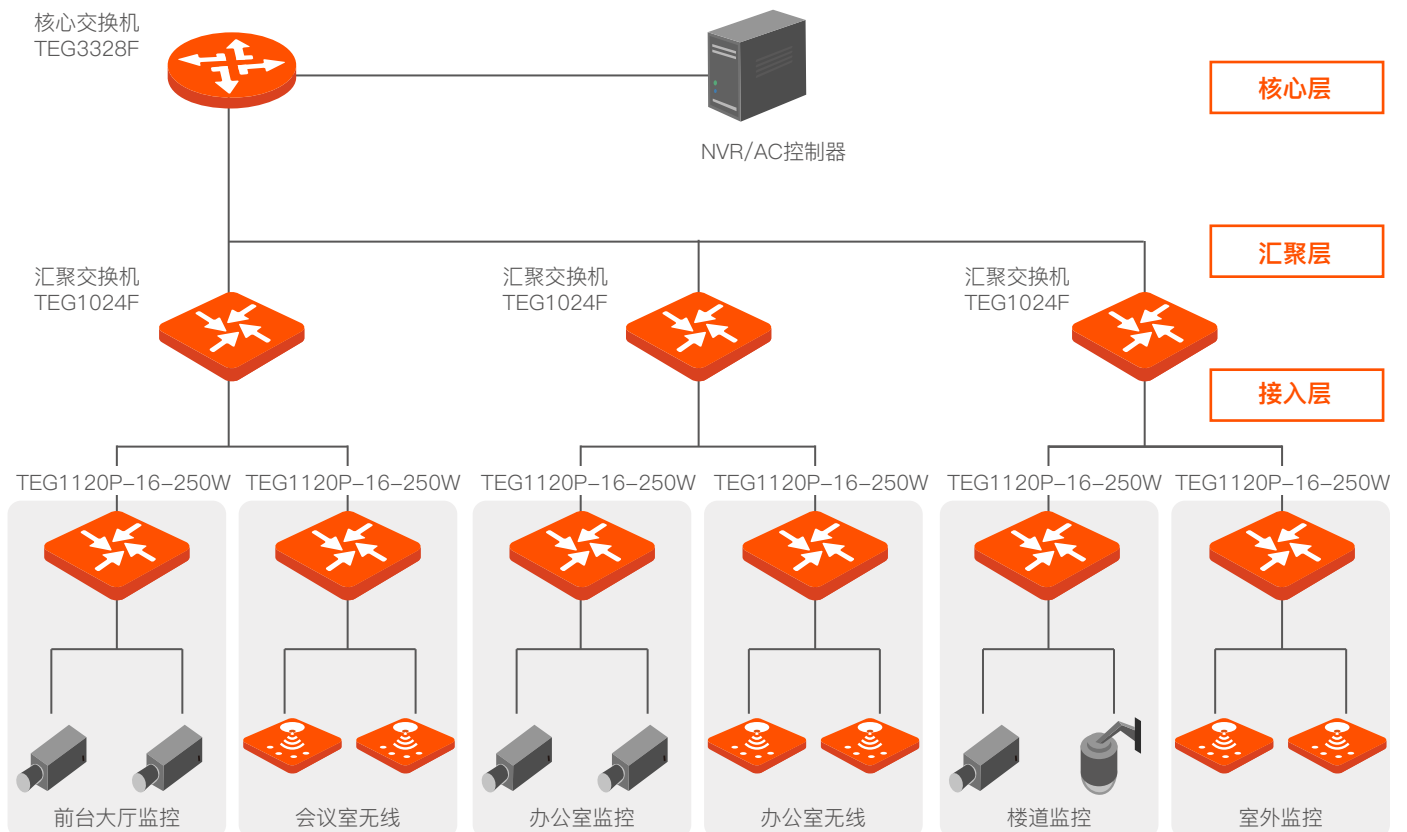 核心交换机
TEG3328F
核心层
NVR/AC控制器
汇聚层
汇聚交换机
TEG1024F
汇聚交换机
TEG1024F
汇聚交换机
TEG1024F
接入层
TEG1120P–16–250W
TEG1120P–16–250W
TEG1120P–16–250W
TEG1120P–16–250W
TEG1120P–16–250W
TEG1120P–16–250W
前台大厅监控
会议室无线
办公室监控
办公室无线
楼道监控
室外监控